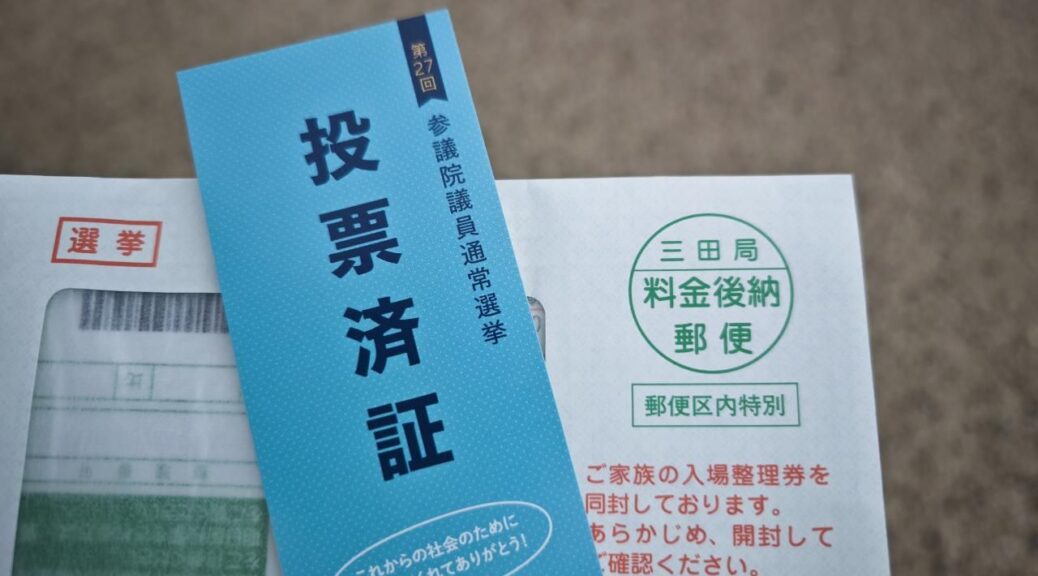 第27回
参議院議員通常選挙
投票済証
これからの社会のために
くれてありがとう!
選挙
三田局
料金後納
郵便
郵便区内特別
ご家族の入場整理券を
同封しております。
あらかじめ、開封して
ご確認ください。